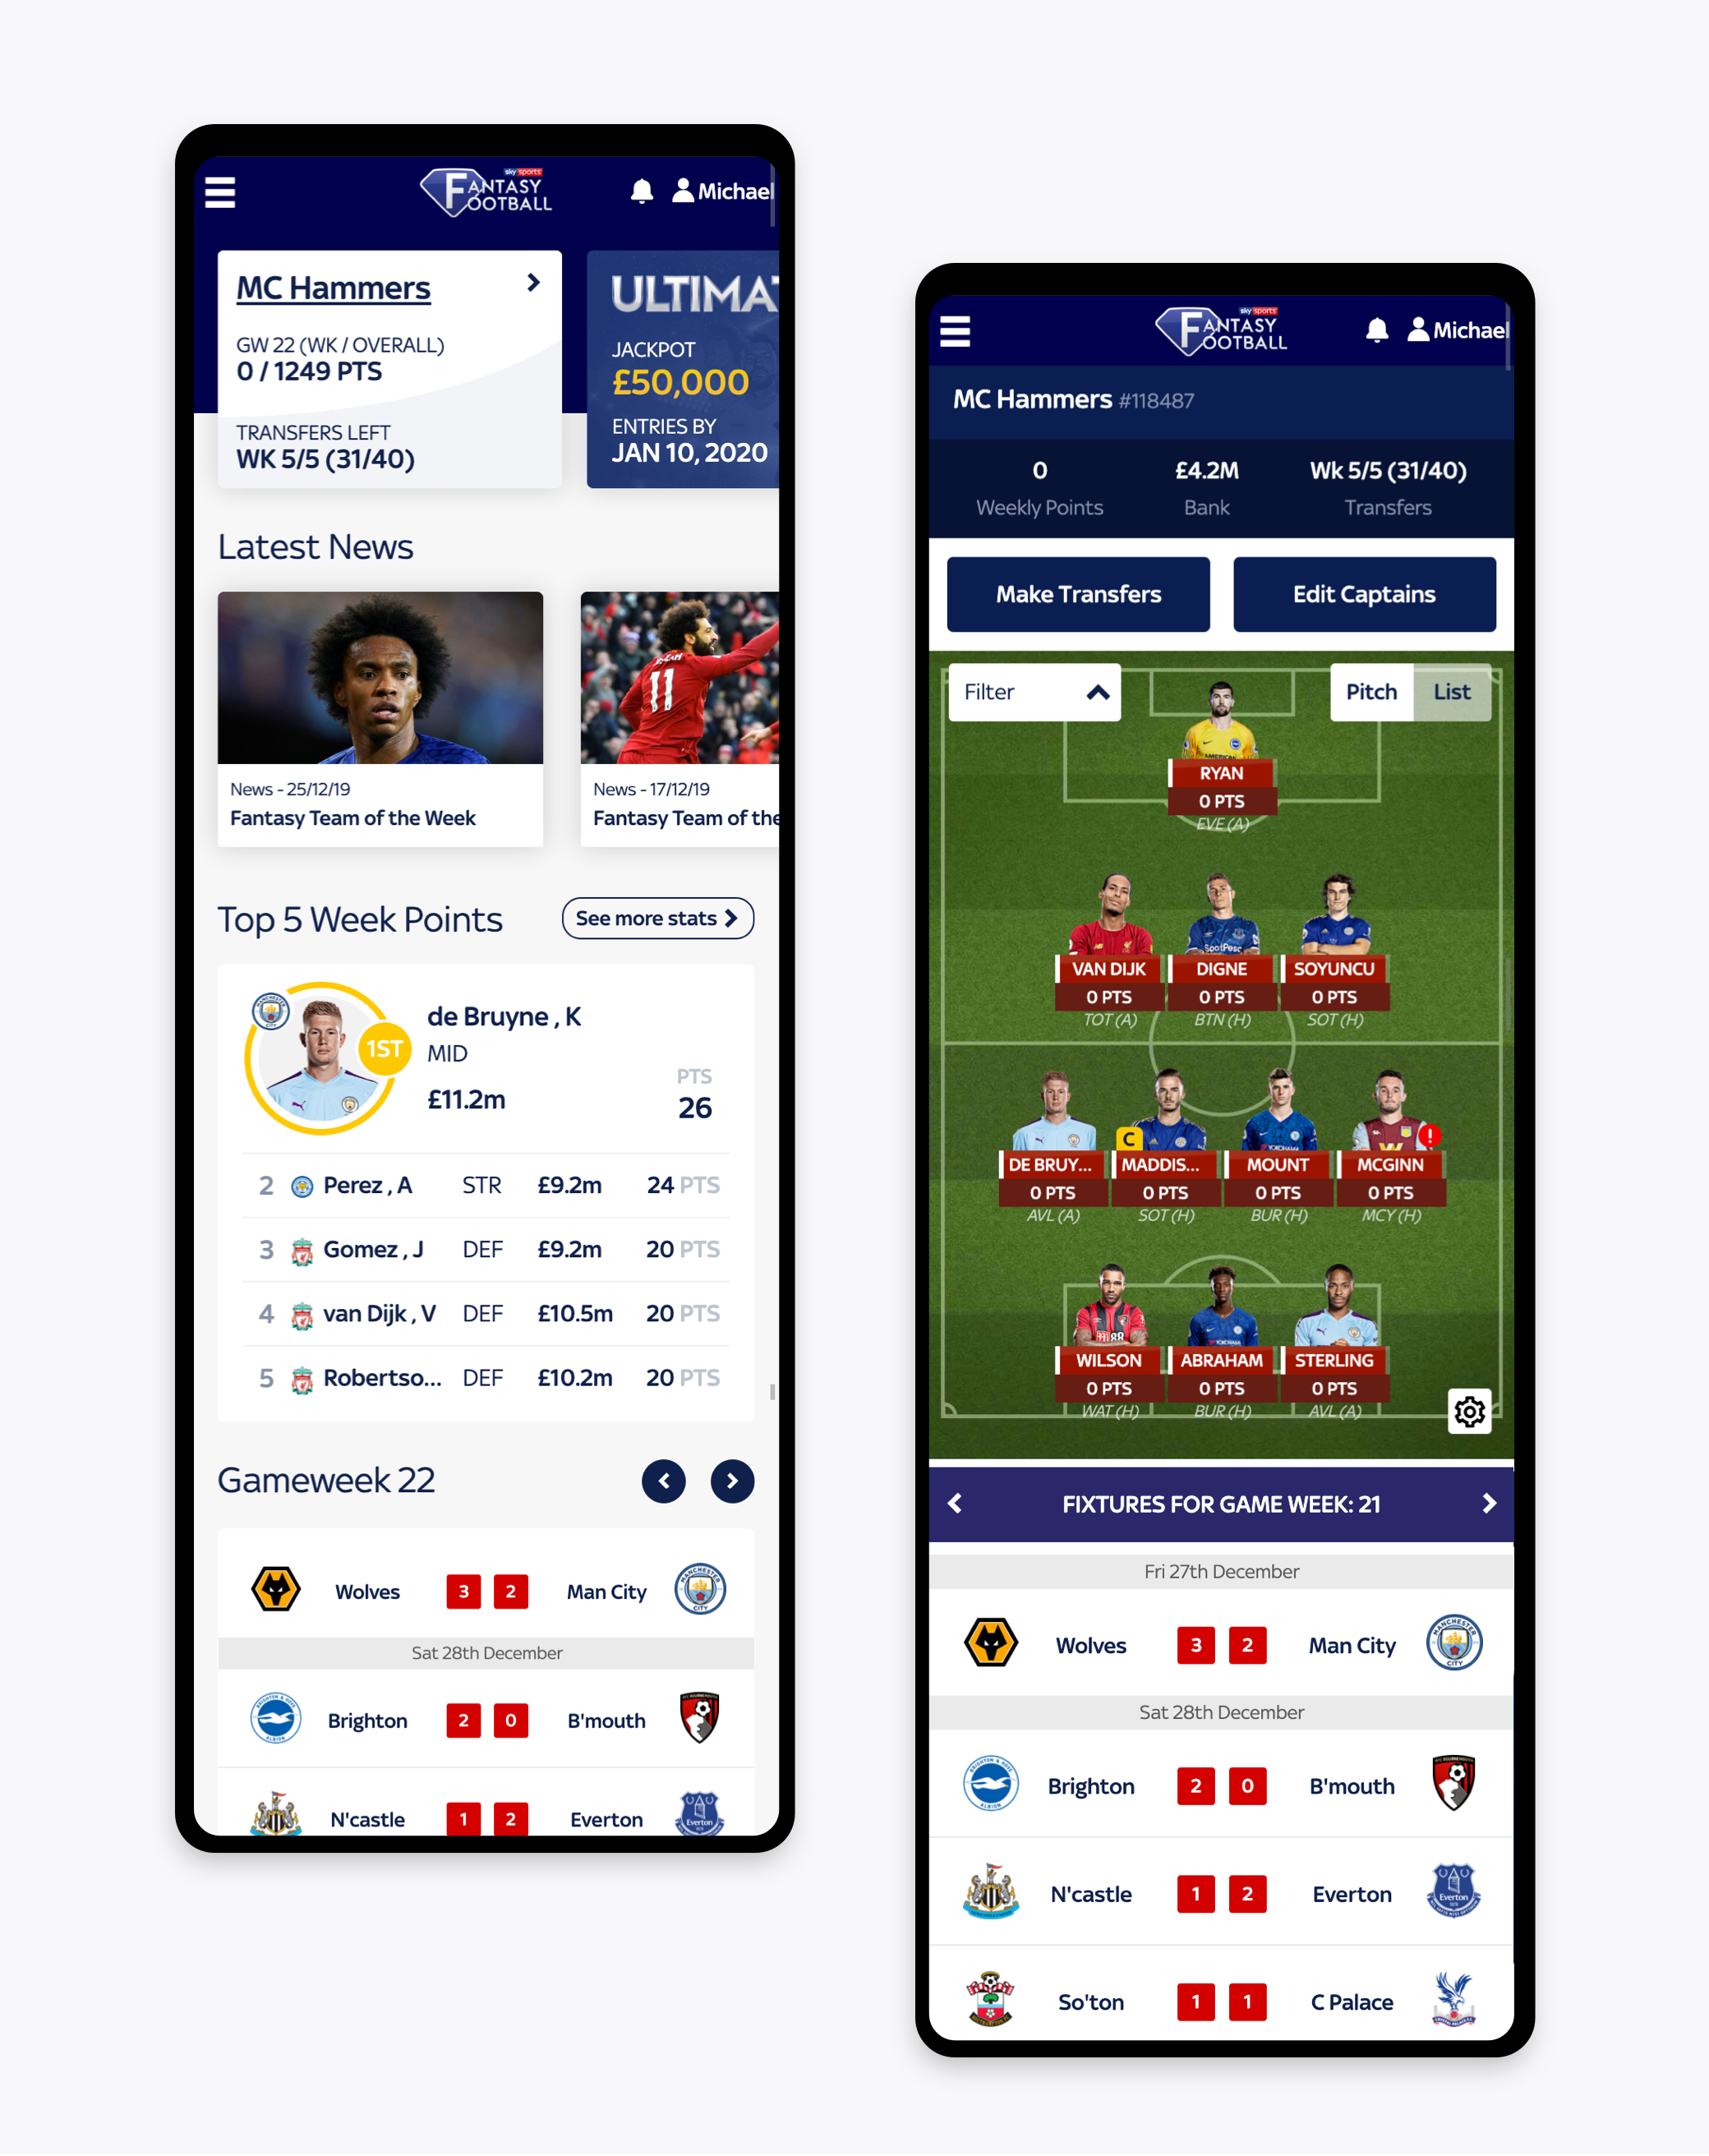 sky sports
FANTASY
FOOTBALL
Michael
MC Hammers
GW 22 (WK / OVERALL)
0 / 1249 PTS
TRANSFERS LEFT
WK 5/5 (31/40)
JACKPOT
£50,000
ENTRIES BY
JAN 10, 2020
Latest News
11
News - 25/12/19
Fantasy Team of the Week
News - 17/12/19
Fantasy Team of the
Top 5 Week Points
See more stats
1ST
de Bruyne , K
MID
£11.2m
PTS
26
2 Perez , A STR £9.2m 24 PTS
3 Gomez , J DEF £9.2m 20 PTS
4 van Dijk , V DEF £10.5m 20 PTS
5 Robertso... DEF £10.2m 20 PTS
Gameweek 22
Wolves 3 2 Man City
Sat 28th December
Brighton 2 0 B'mouth
N'castle 1 2 Everton
sky sports
FANTASY
FOOTBALL
Michael
MC Hammers #118487
0 £4.2M Wk 5/5 (31/40)
Weekly Points Bank Transfers
Make Transfers Edit Captains
Filter Pitch List
RYAN
0 PTS
EVE (A)
VAN DIJK DIGNE SOYUNCU
0 PTS 0 PTS 0 PTS
TOT (A) BTN (H) SOT (H)
C
DE BRUY... MADDIS... MOUNT MCGINN
0 PTS 0 PTS 0 PTS 0 PTS
AVL (A) SOT (H) BUR (H) MCY (H)
WILSON ABRAHAM STERLING
0 PTS 0 PTS 0 PTS
WAT (H) BUR (H) AVL (A)
FIXTURES FOR GAME WEEK: 21
Fri 27th December
Wolves 3 2 Man City
Sat 28th December
Brighton 2 0 B'mouth
N'castle 1 2 Everton
So'ton 1 1 C Palace